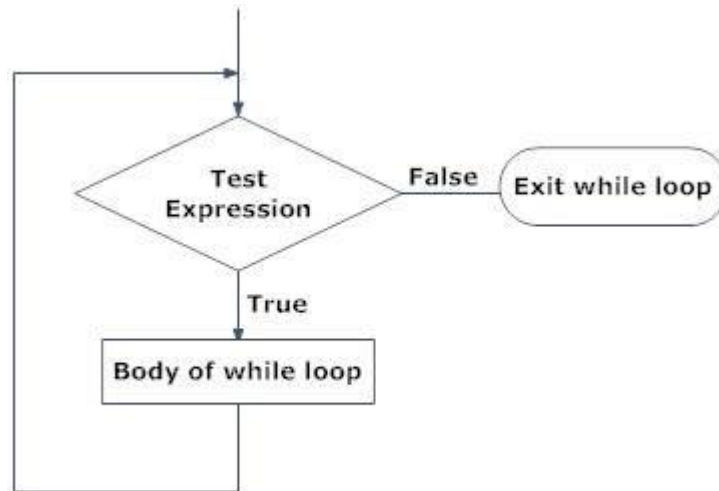 Test
Expression
False
Exit while loop
True
Body of while loop